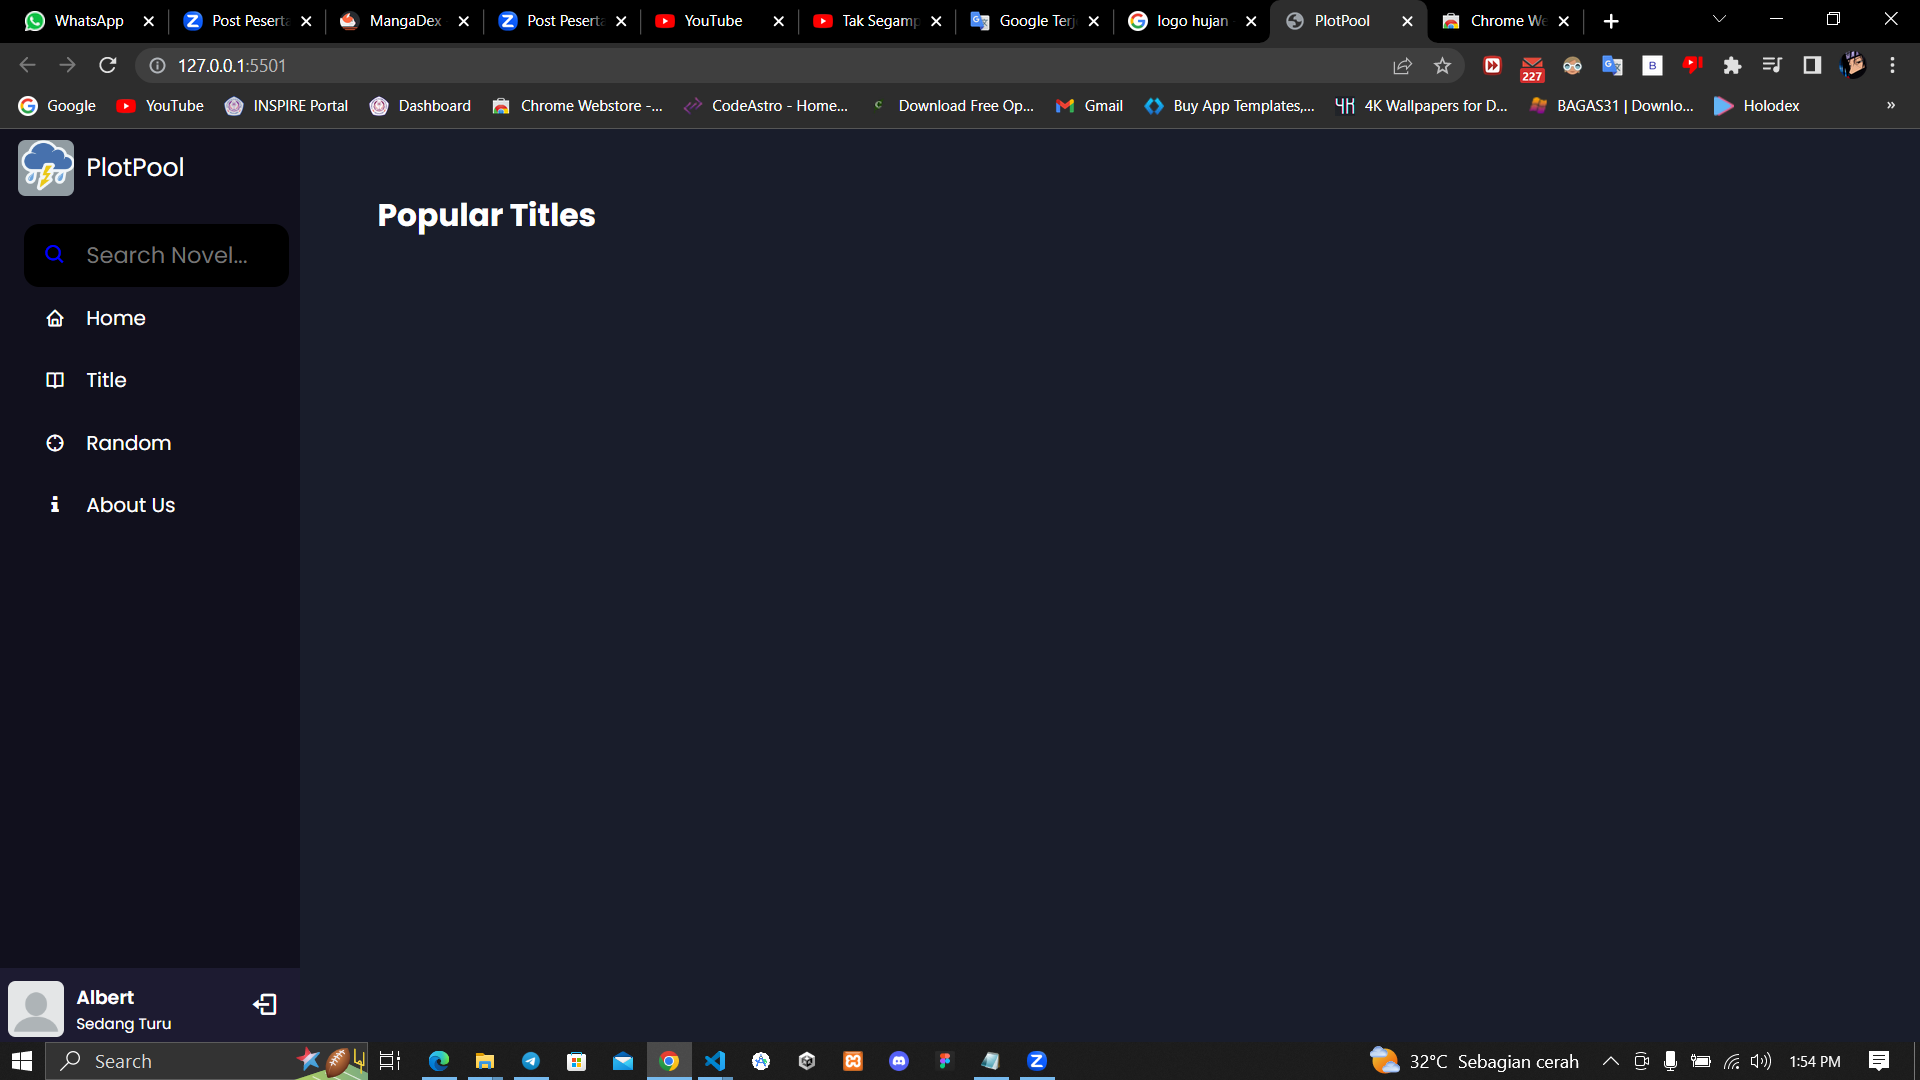 WhatsApp
Post Peserta
MangaDex
Post Peserta
YouTube
Tak Segamp
Google Terj
logo hujan
PlotPool
Chrome We
127.0.0.1:5501
227
Google
YouTube
INSPIRE Portal
Dashboard
Chrome Webstore -...
CodeAstro - Home...
Download Free Op...
Gmail
Buy App Templates,...
4K Wallpapers for D...
BAGAS31 | Downlo...
Holodex
»
PlotPool
Popular Titles
Search Novel...
Home
Title
Random
About Us
Albert
Sedang Turu
Search
32°C Sebagian cerah
1:54 PM